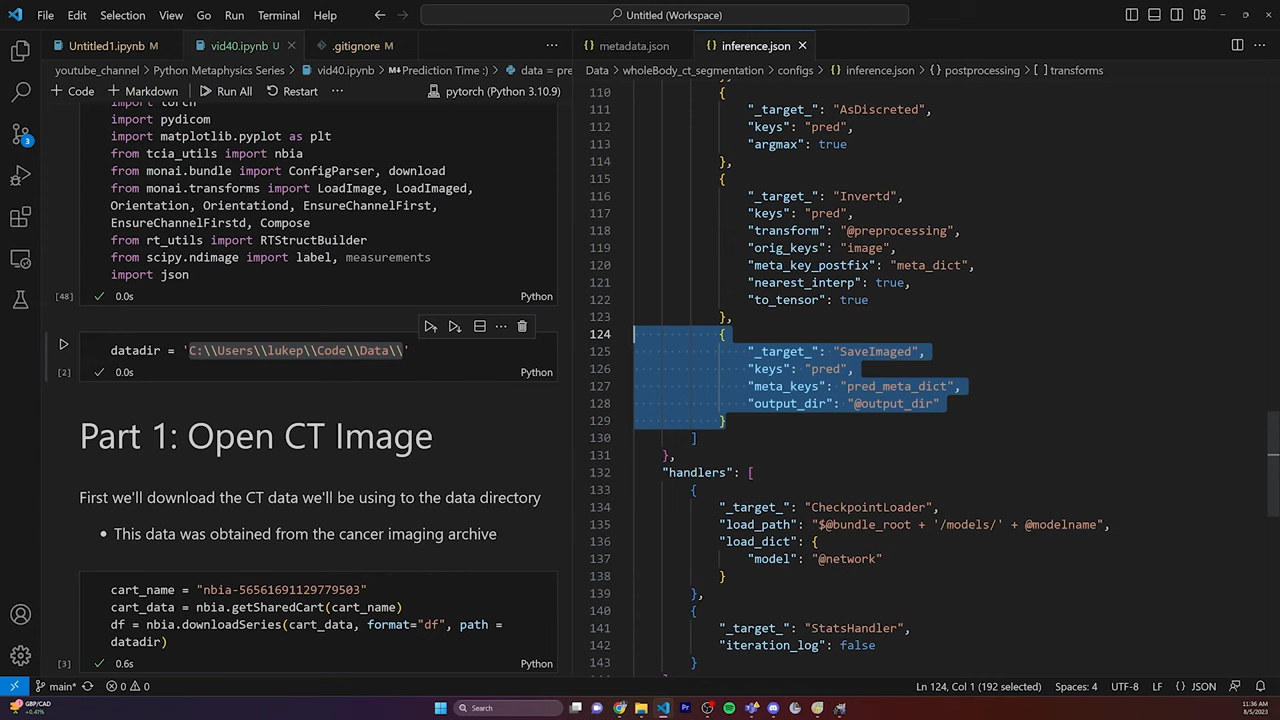 File Edit Selection View Go Run Terminal Help
Untitled (Workspace)
Untitled1.ipynb M
vid40.ipynb U
.gitignore M
metadata.json
inference.json
youtube_channel > Python Metaphysics Series > vid40.ipynb > Prediction Time :) > data = pre
Data > wholeBody_ct_segmentation > configs > inference.json > {} postprocessing > [ ] transforms
+ Code + Markdown Run All Restart
pytorch (Python 3.10.9)
import torch
import pydicom
import matplotlib.pyplot as plt
from tcia_utils import nbia
from monai.bundle import ConfigParser, download
from monai.transforms import LoadImage, LoadImaged,
Orientation, Orientationd, EnsureChannelFirst,
EnsureChannelFirstd, Compose
from rt_utils import RTStructBuilder
from scipy.ndimage import label, measurements
import json
[48]
0.0s
Python
datadir = 'C:\\Users\\lukep\\Code\\Data\\'
[2]
0.0s
Python
Part 1: Open CT Image
First we'll download the CT data we'll be using to the data directory
• This data was obtained from the cancer imaging archive
cart_name = "nbia-56561691129779503"
cart_data = nbia.getSharedCart(cart_name)
df = nbia.downloadSeries(cart_data, format="df", path =
datadir)
[3]
0.6s
Python
110 {
111 "_target_": "AsDiscreted",
112 "keys": "pred",
113 "argmax": true
114 },
115 {
116 "_target_": "Invertd",
117 "keys": "pred",
118 "transform": "@preprocessing",
119 "orig_keys": "image",
120 "meta_key_postfix": "meta_dict",
121 "nearest_interp": true,
122 "to_tensor": true
123 },
124 {
125 "_target_": "SaveImaged",
126 "keys": "pred",
127 "meta_keys": "pred_meta_dict",
128 "output_dir": "@output_dir"
129 }
130 ]
131 },
132 "handlers": [
133 {
134 "_target_": "CheckpointLoader",
135 "load_path": "$@bundle_root + '/models/' + @modelname",
136 "load_dict": {
137 "model": "@network"
138 }
139 },
140 {
141 "_target_": "StatsHandler",
142 "iteration_log": false
143 }
3
main*
0 0
Ln 124, Col 1 (192 selected)
Spaces: 4
UTF-8
LF
{} JSON
GBP/CAD
+0.41%
Search
11:36 AM
8/5/2023